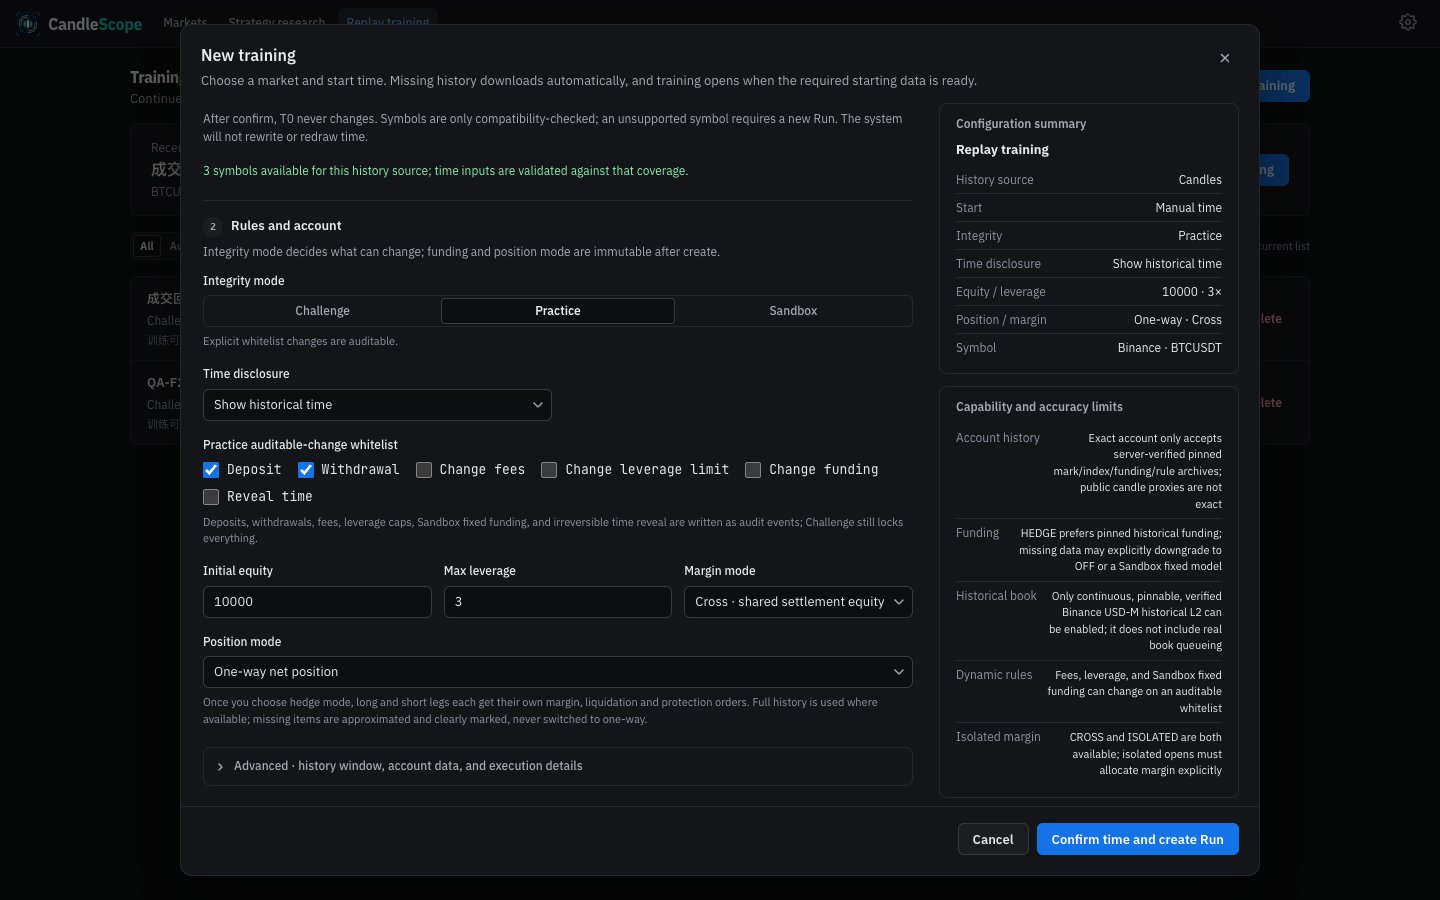 CandleScope
Markets
Strategy research
Replay training
New training
Choose a market and start time. Missing history downloads automatically, and training opens when the required starting data is ready.
After confirm, T0 never changes. Symbols are only compatibility-checked; an unsupported symbol requires a new Run. The system
will not rewrite or redraw time.
3 symbols available for this history source; time inputs are validated against that coverage.
2 Rules and account
Integrity mode decides what can change; funding and position mode are immutable after create.
Integrity mode
Challenge Practice Sandbox
Explicit whitelist changes are auditable.
Time disclosure
Show historical time
Practice auditable-change whitelist
Deposit Withdrawal Change fees Change leverage limit Change funding
Reveal time
Deposits, withdrawals, fees, leverage caps, Sandbox fixed funding, and irreversible time reveal are written as audit events; Challenge still locks
everything.
Initial equity Max leverage Margin mode
10000 3 Cross · shared settlement equity
Position mode
One-way net position
Once you choose hedge mode, long and short legs each get their own margin, liquidation and protection orders. Full history is used where
available; missing items are approximated and clearly marked, never switched to one-way.
Advanced · history window, account data, and execution details
Configuration summary
Replay training
History source Candles
Start Manual time
Integrity Practice
Time disclosure Show historical time
Equity / leverage 10000 · 3×
Position / margin One-way · Cross
Symbol Binance · BTCUSDT
Capability and accuracy limits
Account history Exact account only accepts
server-verified pinned
mark/index/funding/rule archives;
public candle proxies are not
exact
Funding HEDGE prefers pinned historical funding;
missing data may explicitly downgrade to
OFF or a Sandbox fixed model
Historical book Only continuous, pinnable, verified
Binance USD-M historical L2 can
be enabled; it does not include real
book queueing
Dynamic rules Fees, leverage, and Sandbox fixed
funding can change on an auditable
whitelist
Isolated margin CROSS and ISOLATED are both
available; isolated opens must
allocate margin explicitly
Cancel Confirm time and create Run
All